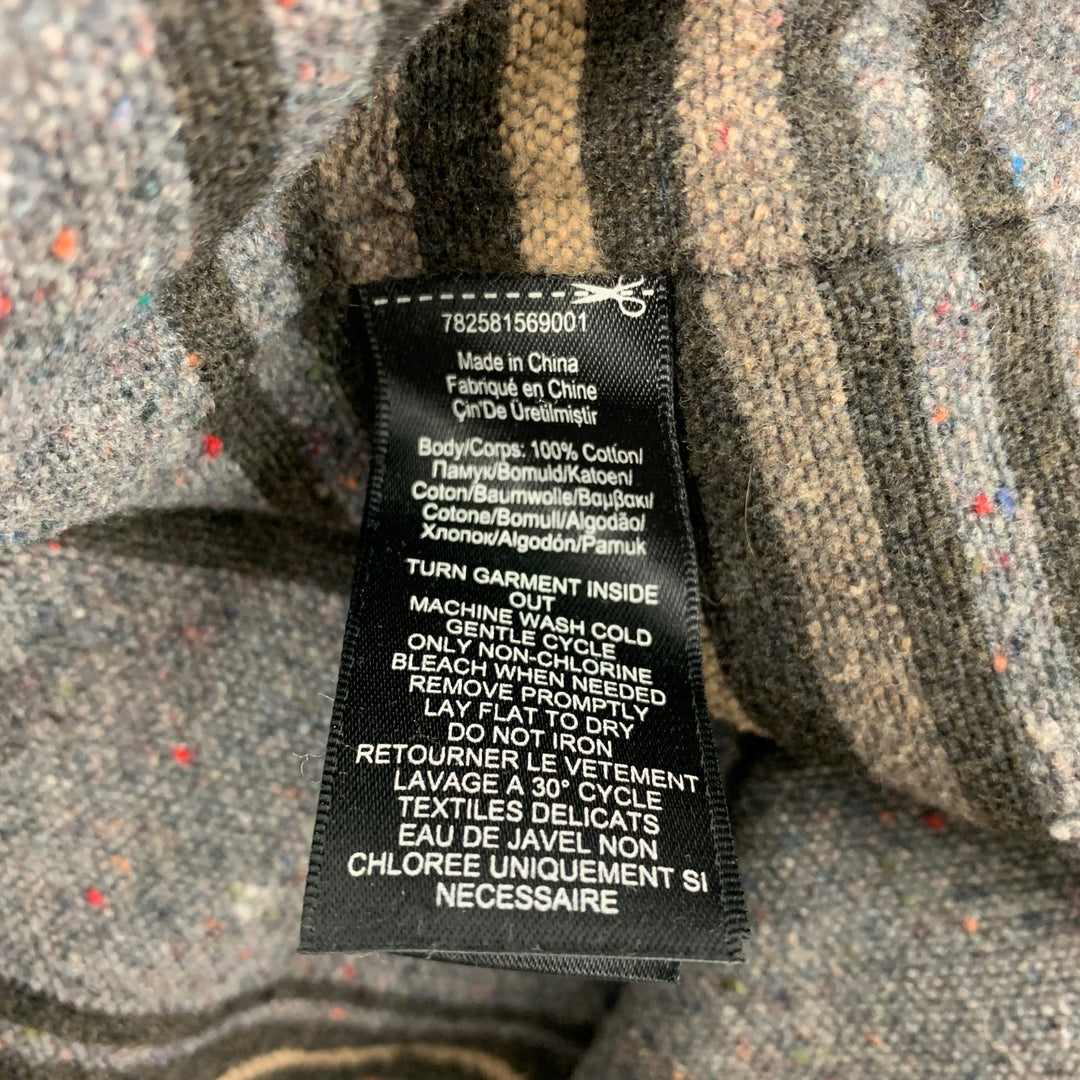 782581569001
Made in China
Fabriqué en Chine
Çin'De Üretilmiştir
Body/Corps: 100% Cotton/
Памук/Bomuld/Katoen/
Coton/Baumwolle/Βαμβακι/
Cotone/Bomull/Algodão/
Хлопок/Algodón/Pamuk
TURN GARMENT INSIDE
OUT
MACHINE WASH COLD
GENTLE CYCLE
ONLY NON-CHLORINE
BLEACH WHEN NEEDED
REMOVE PROMPTLY
LAY FLAT TO DRY
DO NOT IRON
RETOURNER LE VETEMENT
LAVAGE A 30° CYCLE
TEXTILES DELICATS
EAU DE JAVEL NON
CHLOREE UNIQUEMENT SI
NECESSAIRE